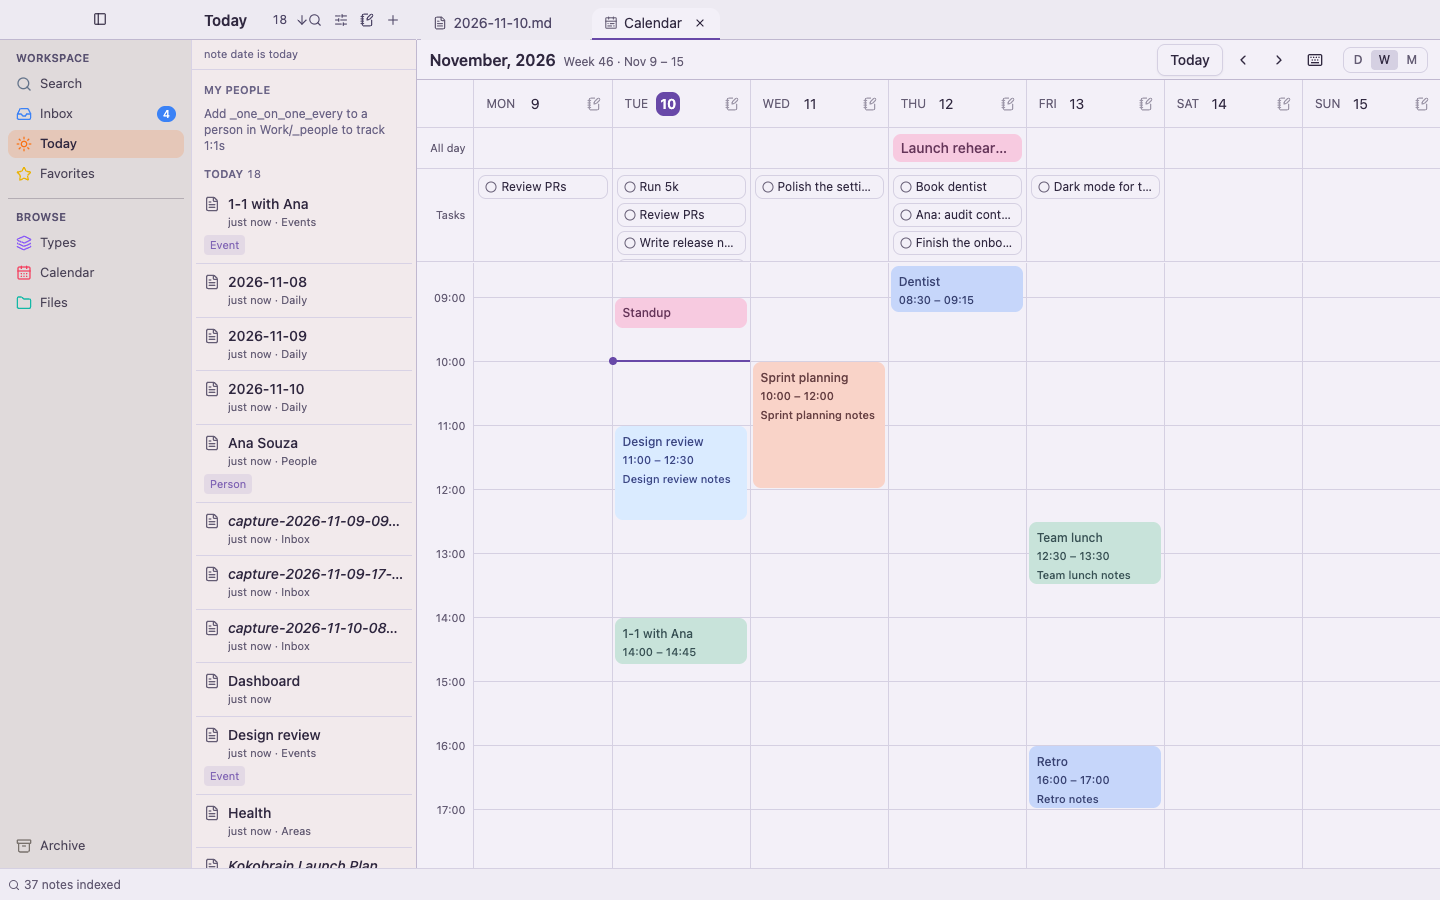 WORKSPACE
Search
Inbox 4
Today
Favorites
BROWSE
Types
Calendar
Files
Archive
37 notes indexed
Today 18
note date is today
MY PEOPLE
Add _one_on_one_every to a
person in Work/_people to track
1:1s
TODAY 18
1-1 with Ana
just now · Events
Event
2026-11-08
just now · Daily
2026-11-09
just now · Daily
2026-11-10
just now · Daily
Ana Souza
just now · People
Person
capture-2026-11-09-09...
just now · Inbox
capture-2026-11-09-17-...
just now · Inbox
capture-2026-11-10-08...
just now · Inbox
Dashboard
just now
Design review
just now · Events
Event
Health
just now · Areas
Kokobrain Launch Plan
2026-11-10.md
Calendar
November, 2026 Week 46 · Nov 9 – 15
Today
D W M
MON 9
TUE 10
WED 11
THU 12
FRI 13
SAT 14
SUN 15
All day
Launch rehear...
Tasks
Review PRs
Run 5k
Review PRs
Write release n...
Polish the setti...
Book dentist
Ana: audit cont...
Finish the onbo...
Dark mode for t...
09:00
10:00
11:00
12:00
13:00
14:00
15:00
16:00
17:00
Standup
Design review
11:00 – 12:30
Design review notes
1-1 with Ana
14:00 – 14:45
Sprint planning
10:00 – 12:00
Sprint planning notes
Dentist
08:30 – 09:15
Team lunch
12:30 – 13:30
Team lunch notes
Retro
16:00 – 17:00
Retro notes